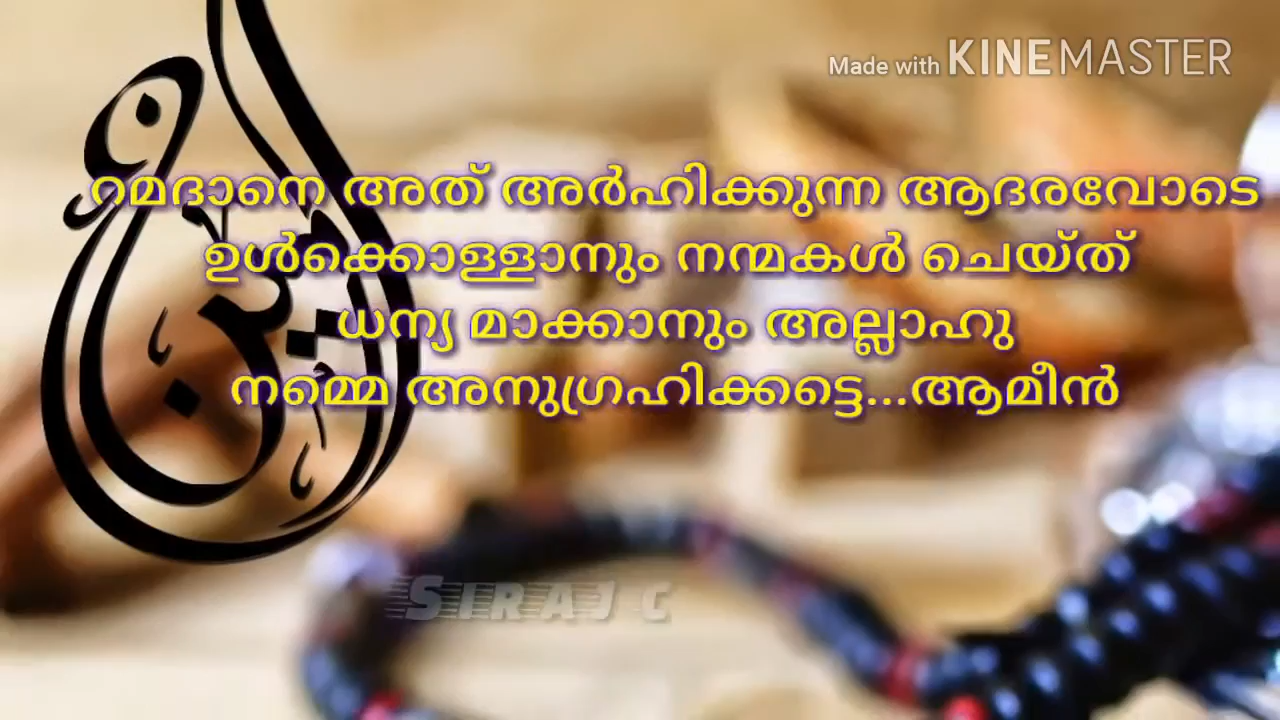 Made with KINEMASTER
റമദാനെ അത് അർഹിക്കുന്ന ആദരവോടെ
ഉൾക്കൊള്ളാനും നന്മകൾ ചെയ്ത്
ധന്യ മാക്കാനും അല്ലാഹു
നമ്മെ അനുഗ്രഹിക്കട്ടെ...ആമീൻ
SIRAJ C